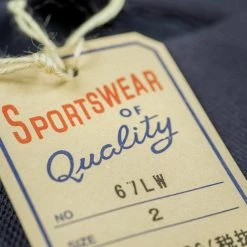 SPORTSWEAR
OF
Quality
NO 67LW
SIZE 2